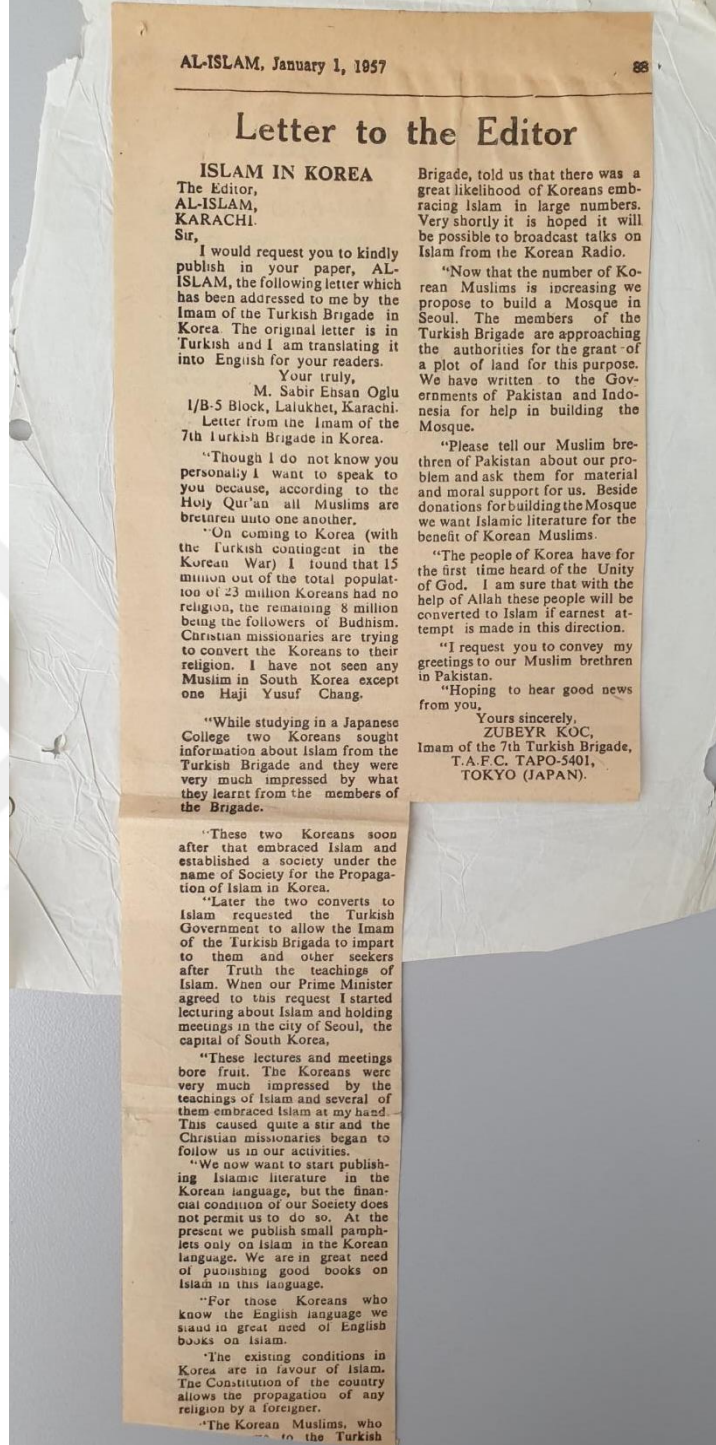 AL-ISLAM, January 1, 1957
88
Letter to the Editor
ISLAM IN KOREA
The Editor,
AL-ISLAM,
KARACHI.
Sir,
I would request you to kindly
publish in your paper, AL-
ISLAM, the following letter which
has been addressed to me by the
Imam of the Turkish Brigade in
Korea. The original letter is in
Turkish and I am translating it
into English for your readers.
Your truly,
M. Sabir Ehsan Oglu
1/B-5 Block, Lalukhet, Karachi.
Letter from the Imam of the
7th Turkish Brigade in Korea.
"Though I do not know you
personally I want to speak to
you because, according to the
Holy Qur'an all Muslims are
bretnren unto one another.
"On coming to Korea (with
the Turkish contingent in the
Korean War) I found that 15
million out of the total populat-
ion of 23 million Koreans had no
religion, the remaining 8 million
being the followers of Budhism.
Christian missionaries are trying
to convert the Koreans to their
religion. I have not seen any
Muslim in South Korea except
one Haji Yusuf Chang.
"While studying in a Japanese
College two Koreans sought
information about Islam from the
Turkish Brigade and they were
very much impressed by what
they learnt from the members of
the Brigade.
"These two Koreans soon
after that embraced Islam and
established a society under the
name of Society for the Propaga-
tion of Islam in Korea.
"Later the two converts to
Islam requested the Turkish
Government to allow the Imam
of the Turkish Brigada to impart
to them and other seekers
after Truth the teachings of
Islam. When our Prime Minister
agreed to this request I started
lecturing about Islam and holding
meetings in the city of Seoul, the
capital of South Korea,
"These lectures and meetings
bore fruit. The Koreans were
very much impressed by the
teachings of Islam and several of
them embraced Islam at my hand.
This caused quite a stir and the
Christian missionaries began to
follow us in our activities.
"We now want to start publish-
ing Islamic literature in the
Korean language, but the finan-
cial condition of our Society does
not permit us to do so. At the
present we publish small pamph-
lets only on Islam in the Korean
language. We are in great need
of publishing good books on
Islam in this language.
"For those Koreans who
know the English language we
stand in great need of English
books on Islam.
"The existing conditions in
Korea are in favour of Islam.
The Constitution of the country
allows the propagation of any
religion by a foreigner.
"The Korean Muslims, who
to the Turkish
Brigade, told us that there was a
great likelihood of Koreans emb-
racing Islam in large numbers.
Very shortly it is hoped it will
be possible to broadcast talks on
Islam from the Korean Radio.
"Now that the number of Ko-
rean Muslims is increasing we
propose to build a Mosque in
Seoul. The members of the
Turkish Brigade are approaching
the authorities for the grant of
a plot of land for this purpose.
We have written to the Gov-
ernments of Pakistan and Indo-
nesia for help in building the
Mosque.
"Please tell our Muslim bre-
thren of Pakistan about our pro-
blem and ask them for material
and moral support for us. Beside
donations for building the Mosque
we want Islamic literature for the
benefit of Korean Muslims.
"The people of Korea have for
the first time heard of the Unity
of God. I am sure that with the
help of Allah these people will be
converted to Islam if earnest at-
tempt is made in this direction.
"I request you to convey my
greetings to our Muslim brethren
in Pakistan.
"Hoping to hear good news
from you,
Yours sincerely,
ZUBEYR KOC,
Imam of the 7th Turkish Brigade,
T.A.F.C. TAPO-5401,
TOKYO (JAPAN).